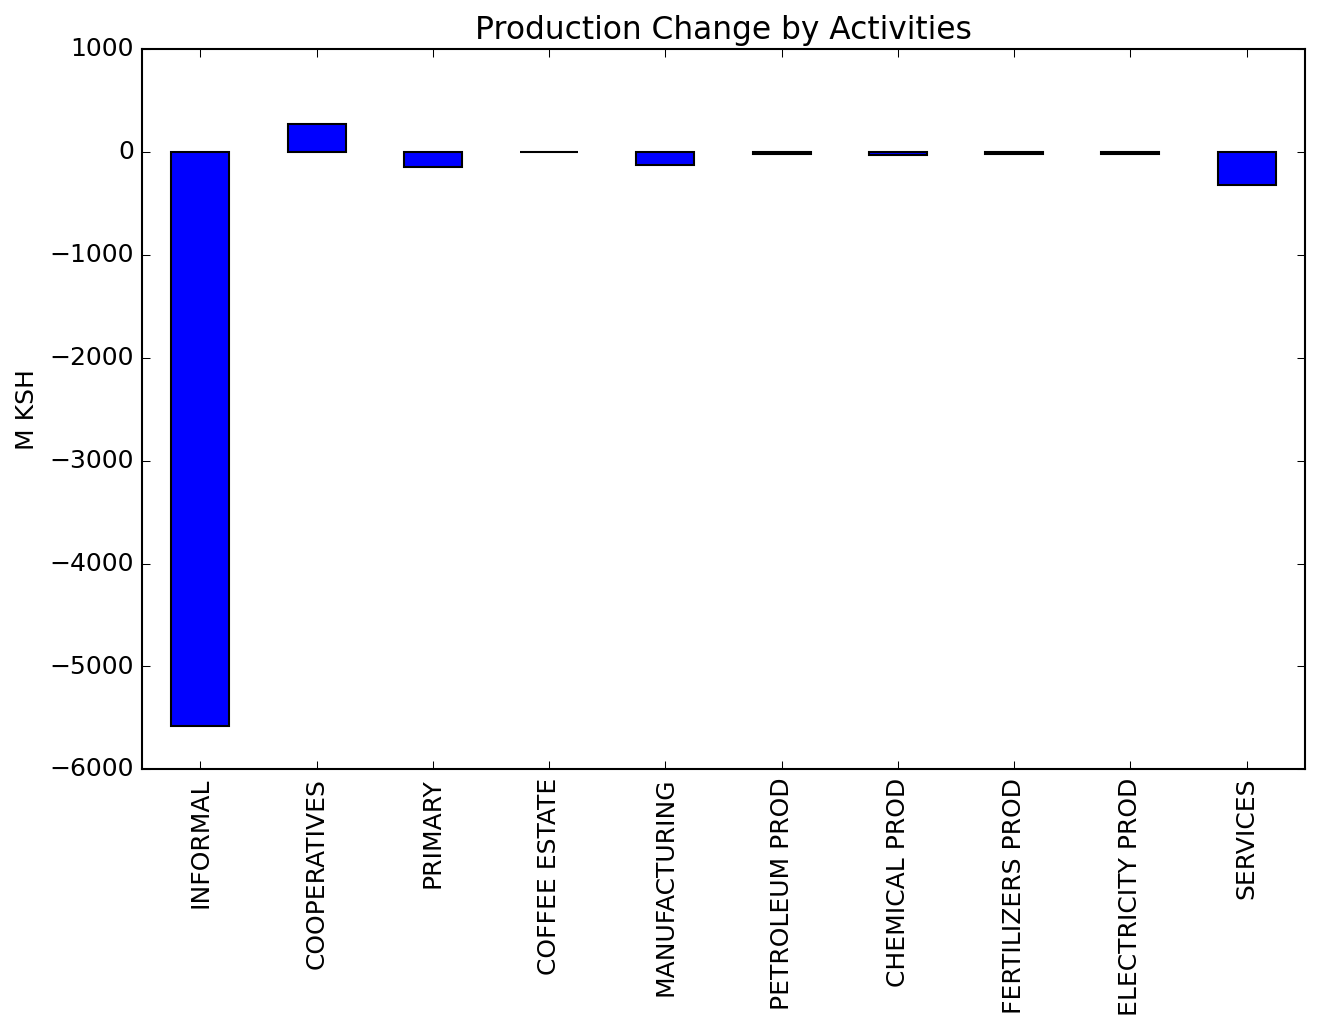 Production Change by Activities
1000
0
−1000
−2000
−3000
−4000
−5000
−6000
M KSH
INFORMAL
COOPERATIVES
PRIMARY
COFFEE ESTATE
MANUFACTURING
PETROLEUM PROD
CHEMICAL PROD
FERTILIZERS PROD
ELECTRICITY PROD
SERVICES